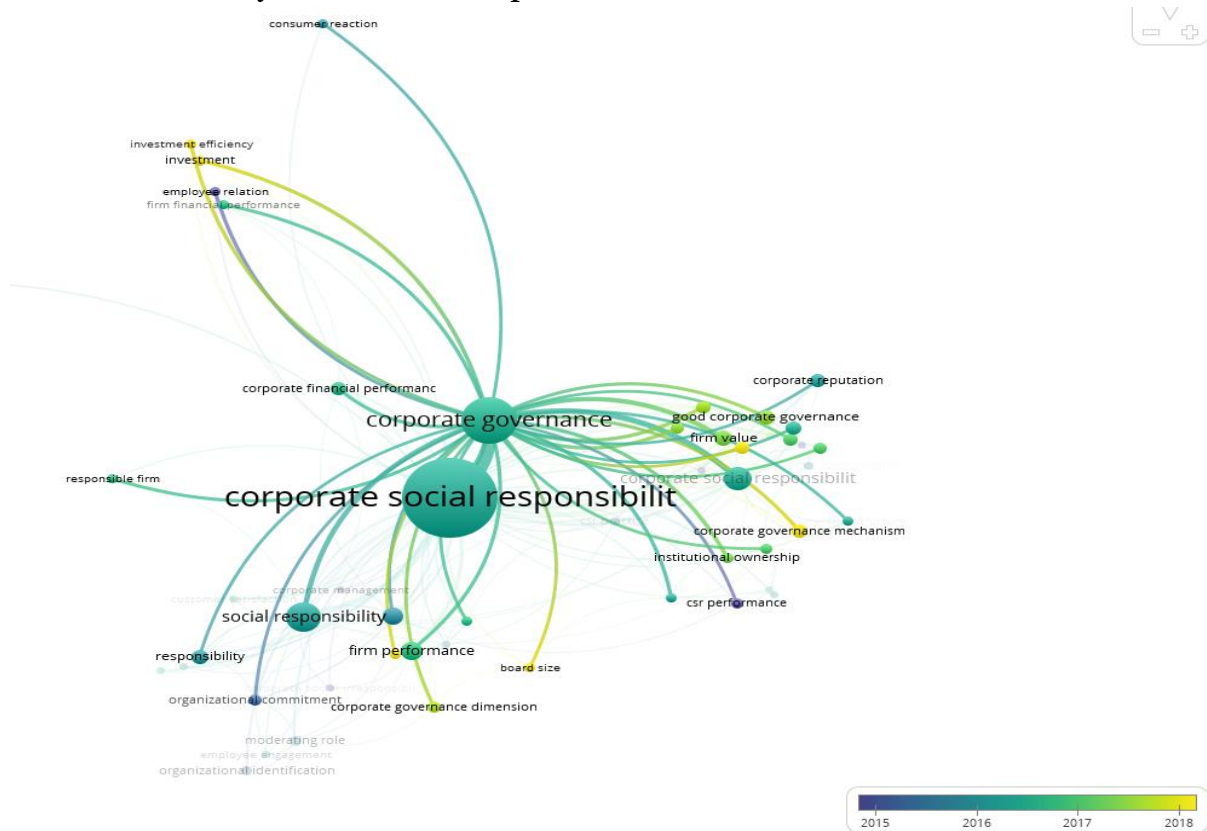 consumer reaction
investment efficiency
investment
employee relation
firm financial performance
corporate financial performanc
corporate reputation
corporate governance
good corporate governance
firm value
responsible firm
corporate social responsibilit
corporate social responsibilit
corporate governance mechanism
institutional ownership
corporate management
customer satisfaction
csr performance
social responsibility
firm performance
responsibility
board size
organizational commitment
corporate governance dimension
moderating role
employee engagement
organizational identification
2015
2016
2017
2018